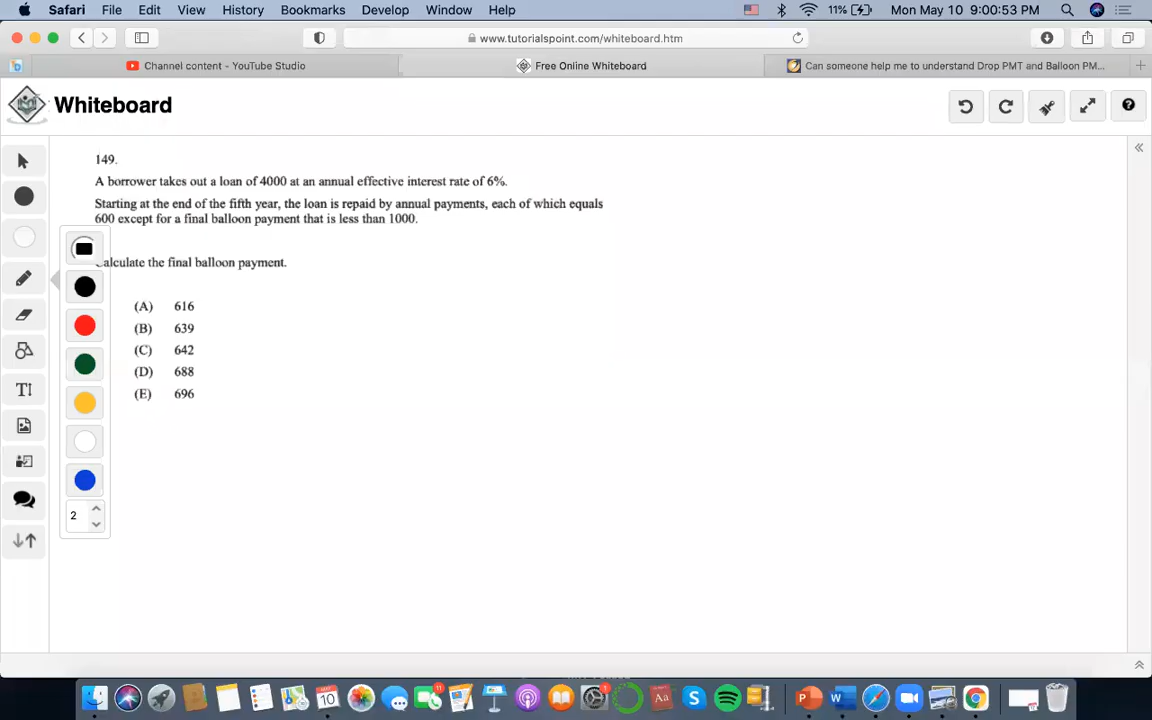 Safari File Edit View History Bookmarks Develop Window Help 11% Mon May 10 9:00:53 PM
www.tutorialspoint.com/whiteboard.htm
Channel content - YouTube Studio Free Online Whiteboard Can someone help me to understand Drop PMT and Balloon PM...
Whiteboard
149.
A borrower takes out a loan of 4000 at an annual effective interest rate of 6%.
Starting at the end of the fifth year, the loan is repaid by annual payments, each of which equals
600 except for a final balloon payment that is less than 1000.
alculate the final balloon payment.
(A) 616
(B) 639
(C) 642
(D) 688
(E) 696
2